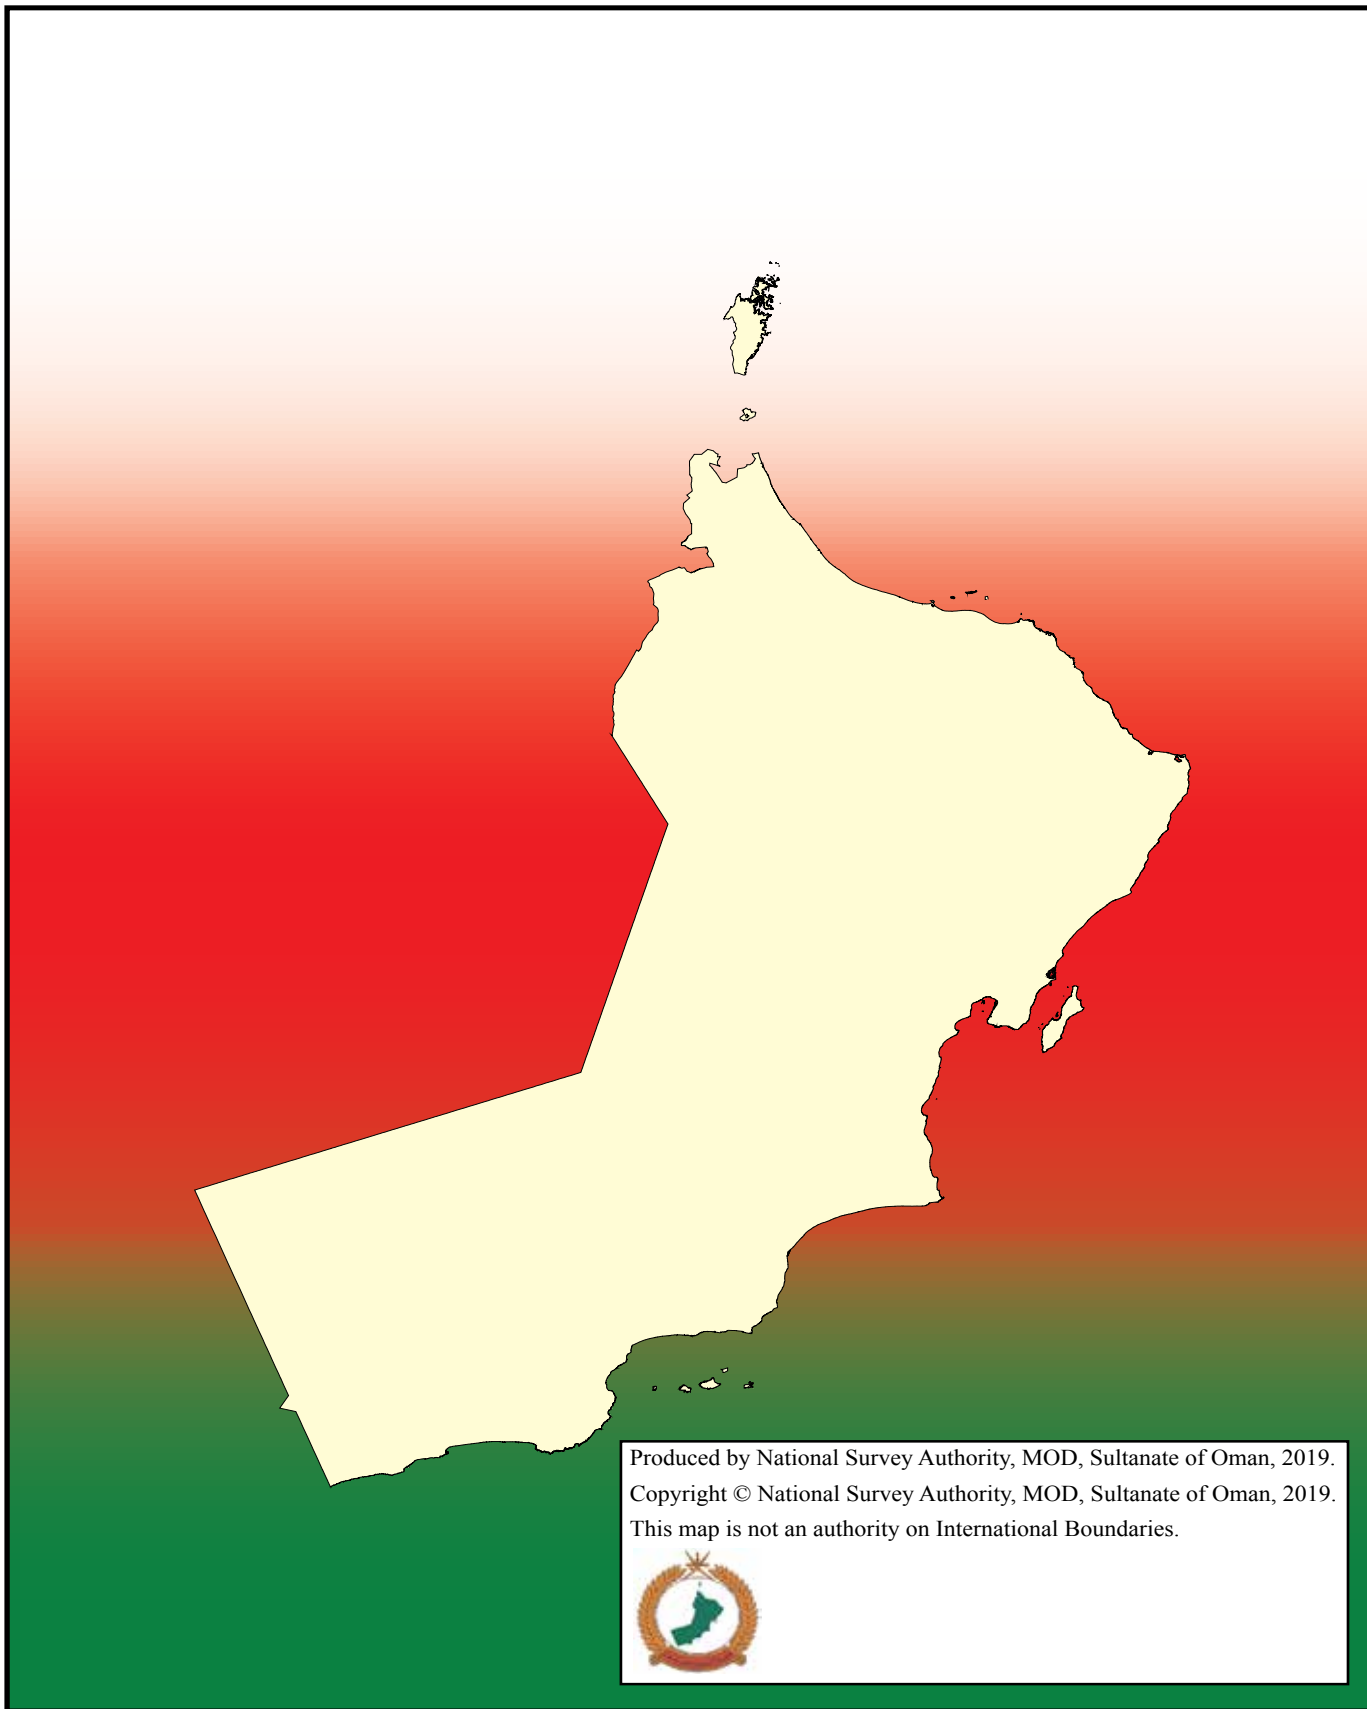 Produced by National Survey Authority, MOD, Sultanate of Oman, 2019.
Copyright © National Survey Authority, MOD, Sultanate of Oman, 2019.
This map is not an authority on International Boundaries.